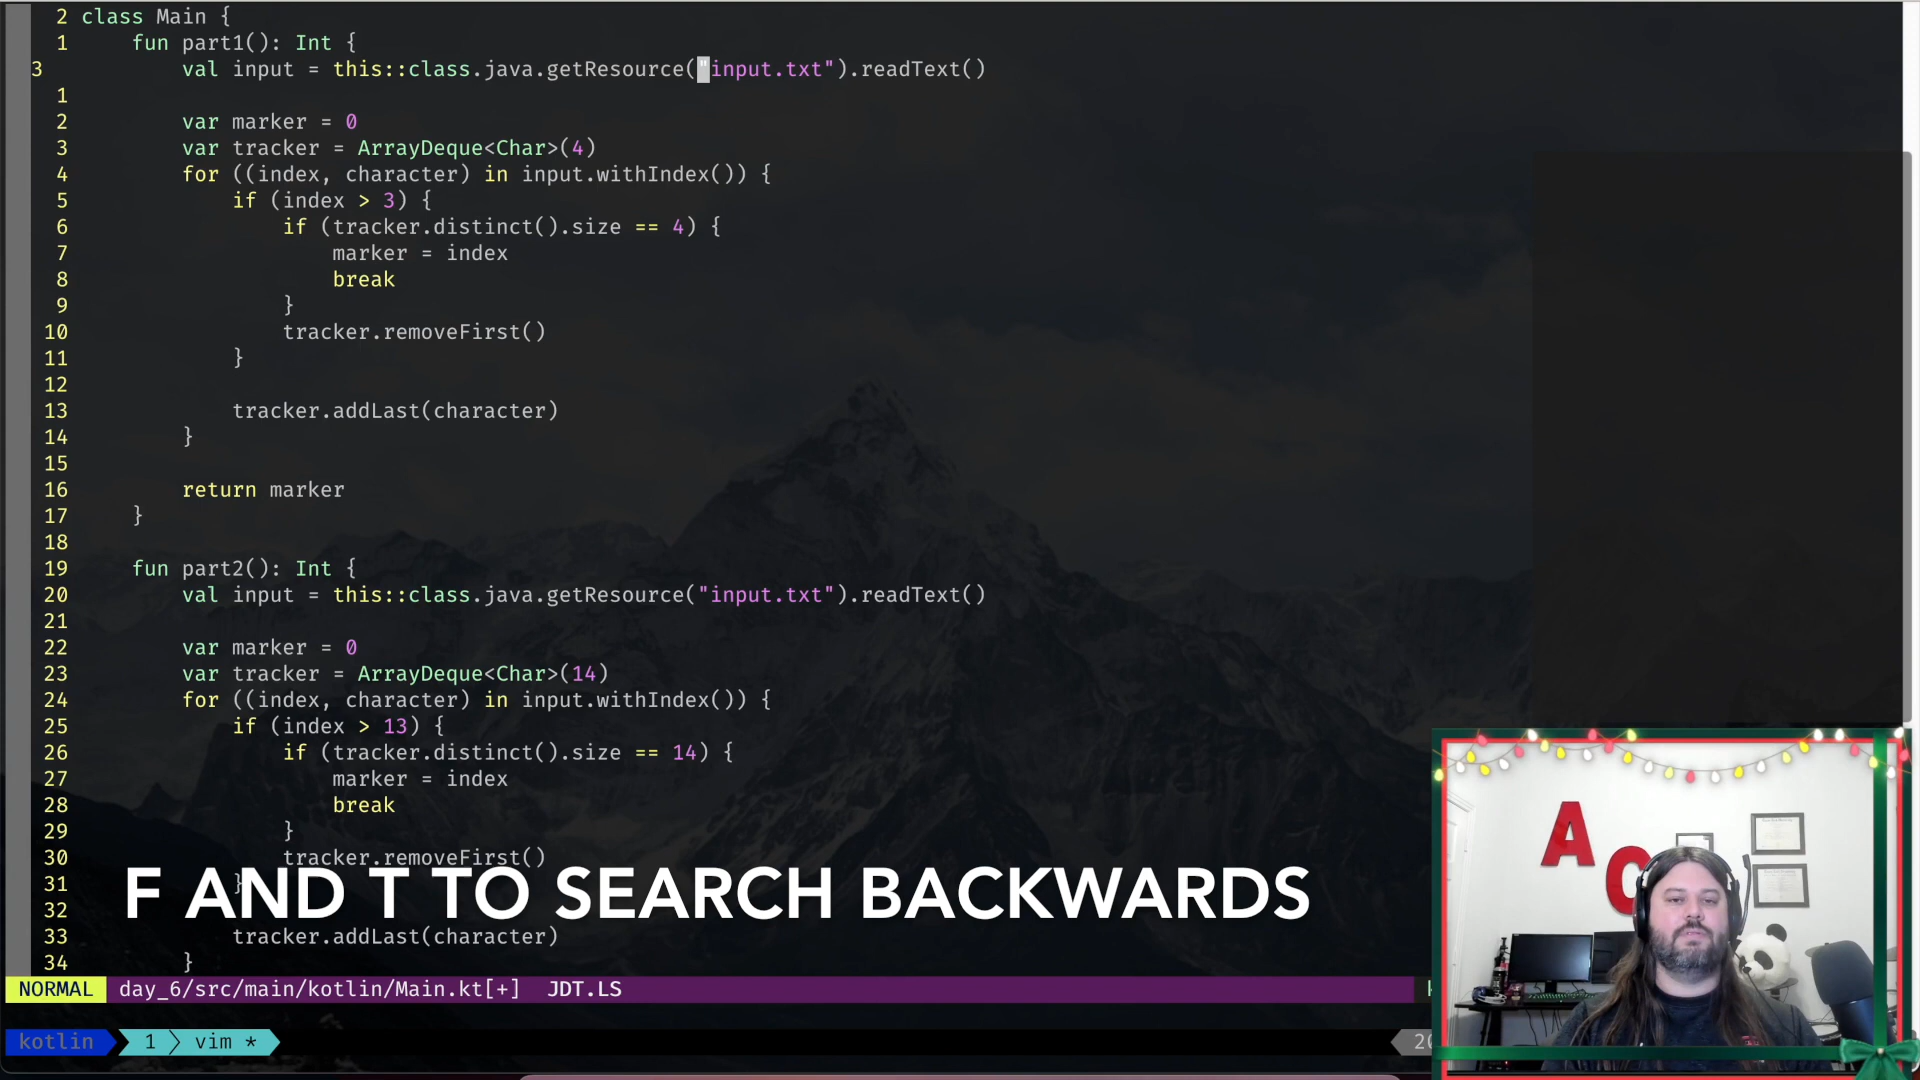 2 class Main {
1 fun part1(): Int {
3 val input = this::class.java.getResource("input.txt").readText()
1
2 var marker = 0
3 var tracker = ArrayDeque<Char>(4)
4 for ((index, character) in input.withIndex()) {
5 if (index > 3) {
6 if (tracker.distinct().size == 4) {
7 marker = index
8 break
9 }
10 tracker.removeFirst()
11 }
12
13 tracker.addLast(character)
14 }
15
16 return marker
17 }
18
19 fun part2(): Int {
20 val input = this::class.java.getResource("input.txt").readText()
21
22 var marker = 0
23 var tracker = ArrayDeque<Char>(14)
24 for ((index, character) in input.withIndex()) {
25 if (index > 13) {
26 if (tracker.distinct().size == 14) {
27 marker = index
28 break
29 }
30 tracker.removeFirst()
31 }
F AND T TO SEARCH BACKWARDS
32
33 tracker.addLast(character)
34 }
NORMAL day_6/src/main/kotlin/Main.kt[+] JDT.LS
kotlin 1 vim *
A